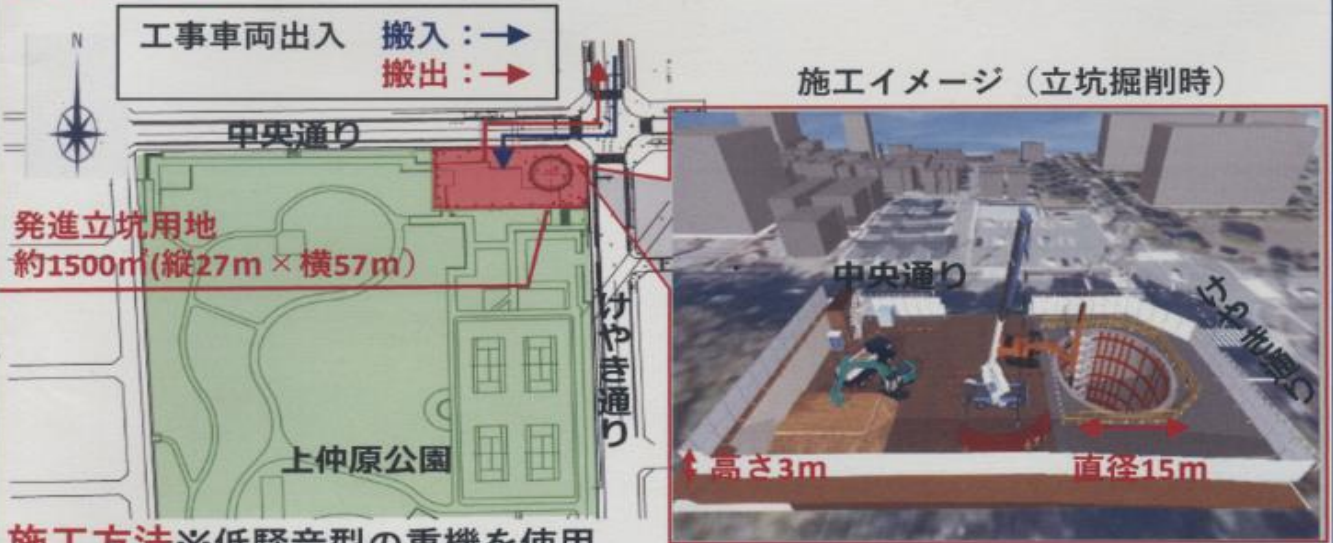 N
工事車両出入 搬入：→
搬出：→
中央通り
発進立坑用地
約1500㎡(縦27m×横57m）
けやき通り
上仲原公園
施工イメージ（立坑掘削時）
中央通り
けやき通り
高さ3m
直径15m
施工方法※低騒音型の重機を使用